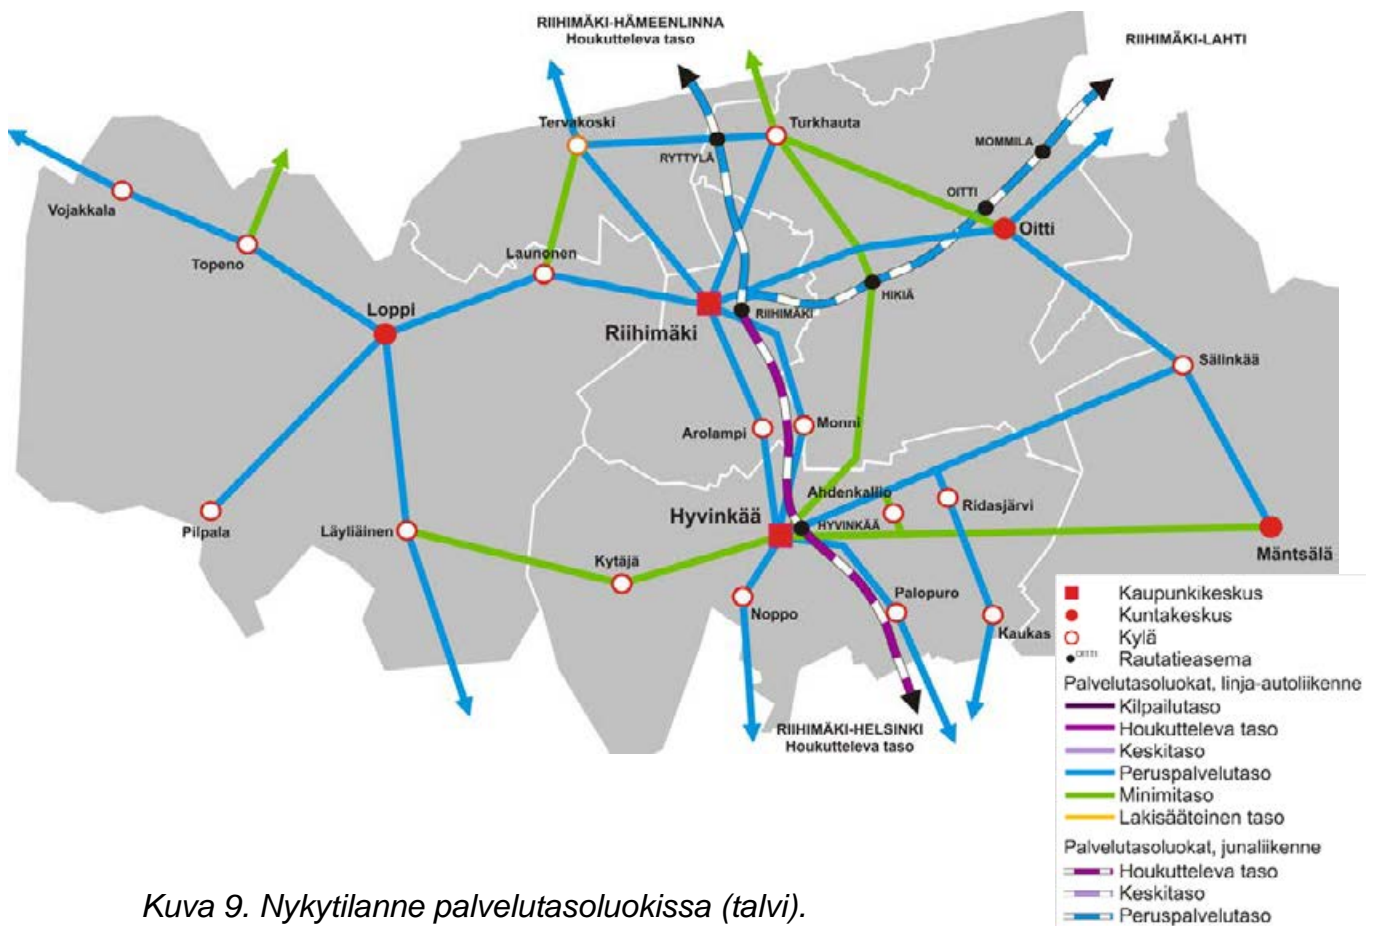 RIIHIMÄKI-HÄMEENLINNA
Houkutteleva taso
RIIHIMÄKI-LAHTI
Tervakoski
Turkhauta
RYTTYLÄ
MOMMILA
OITTI
Oitti
Vojakkala
Topeno
Launonen
HIKIÄ
Loppi
RIIHIMÄKI
Riihimäki
Sälinkää
Arolampi
Monni
Ahdenkallio
Ridasjärvi
Hyvinkää
HYVINKÄÄ
Pilpala
Läyliäinen
Kytäjä
Mäntsälä
Noppo
Palopuro
Kaukas
RIIHIMÄKI-HELSINKI
Houkutteleva taso
Kaupunkikeskus
Kuntakeskus
Kylä
OITTI Rautatieasema
Palvelutasoluokat, linja-autoliikenne
Kilpailutaso
Houkutteleva taso
Keskitaso
Peruspalvelutaso
Minimitaso
Lakisääteinen taso
Palvelutasoluokat, junaliikenne
Houkutteleva taso
Keskitaso
Peruspalvelutaso
Kuva 9. Nykytilanne palvelutasoluokissa (talvi).